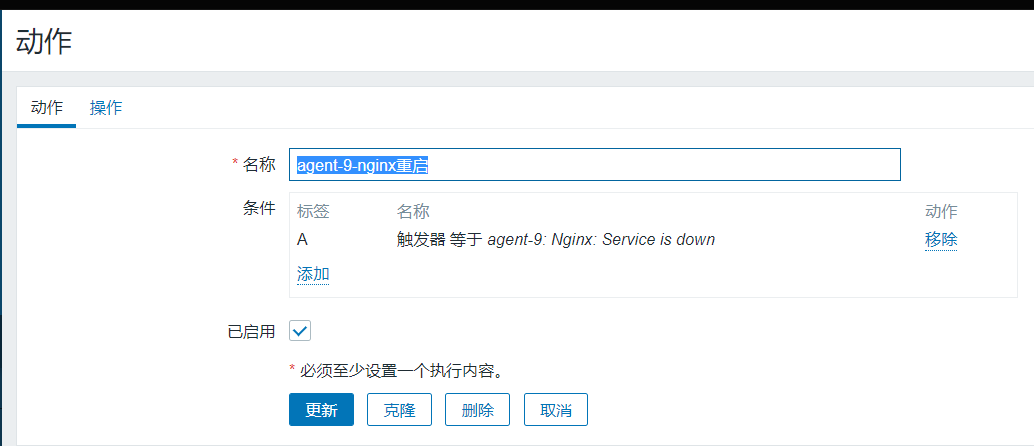 动作
动作 操作
* 名称 agent-9-nginx重启
条件 标签 名称 动作
A 触发器 等于 agent-9: Nginx: Service is down 移除
添加
已启用
* 必须至少设置一个执行内容。
更新 克隆 删除 取消